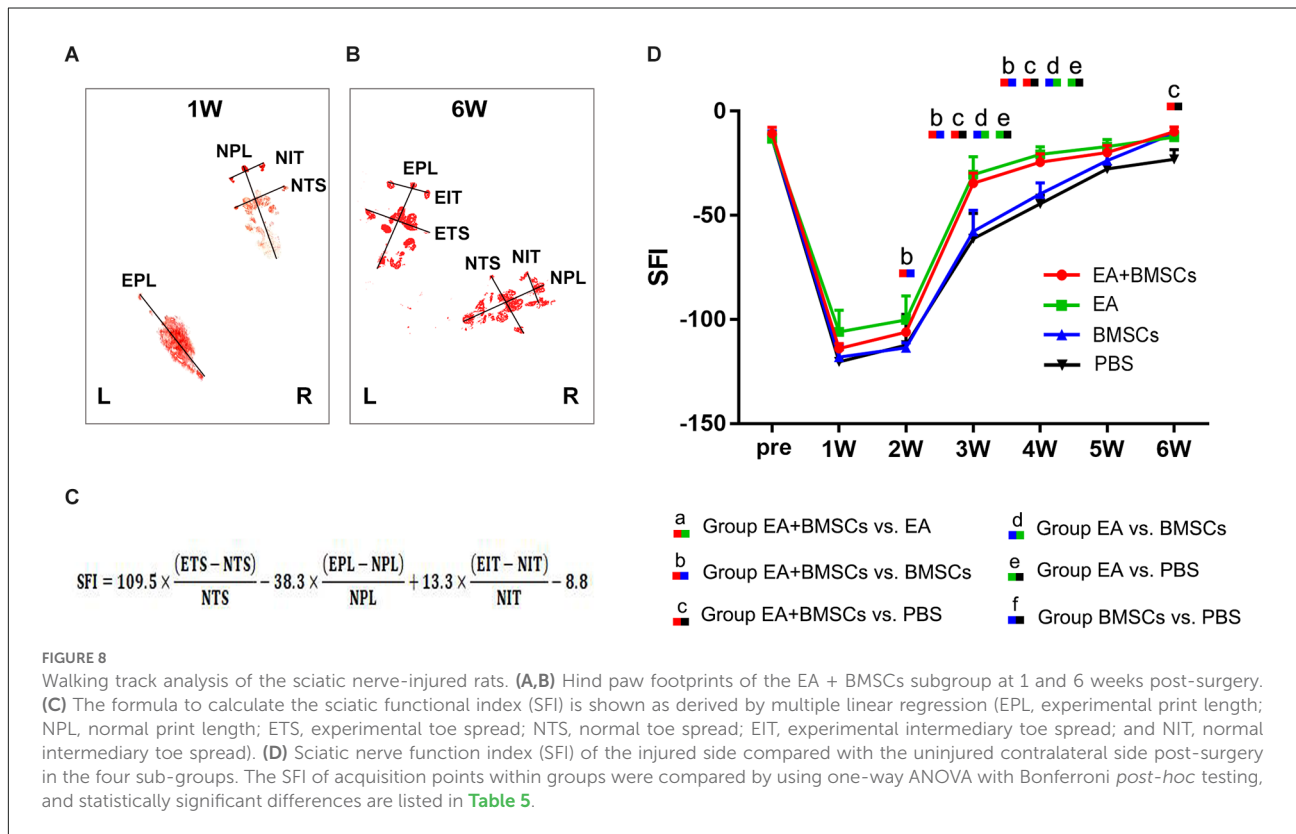 A
B
D
1W
NPL
NIT
NTS
EPL
L
R
6W
EPL
EIT
ETS
NTS
NIT
NPL
L
R
b c d e
b c d e
c
b
0
-50
-100
-150
SFI
EA+BMSCs
EA
BMSCs
PBS
pre 1W 2W 3W 4W 5W 6W
C
SFI = 109.5 × (ETS − NTS)/NTS − 38.3 × (EPL − NPL)/NPL + 13.3 × (EIT − NIT)/NIT − 8.8
a Group EA+BMSCs vs. EA
b Group EA+BMSCs vs. BMSCs
c Group EA+BMSCs vs. PBS
d Group EA vs. BMSCs
e Group EA vs. PBS
f Group BMSCs vs. PBS
FIGURE 8
Walking track analysis of the sciatic nerve-injured rats. (A,B) Hind paw footprints of the EA + BMSCs subgroup at 1 and 6 weeks post-surgery.
(C) The formula to calculate the sciatic functional index (SFI) is shown as derived by multiple linear regression (EPL, experimental print length;
NPL, normal print length; ETS, experimental toe spread; NTS, normal toe spread; EIT, experimental intermediary toe spread; and NIT, normal
intermediary toe spread). (D) Sciatic nerve function index (SFI) of the injured side compared with the uninjured contralateral side post-surgery
in the four sub-groups. The SFI of acquisition points within groups were compared by using one-way ANOVA with Bonferroni post-hoc testing,
and statistically significant differences are listed in Table 5.